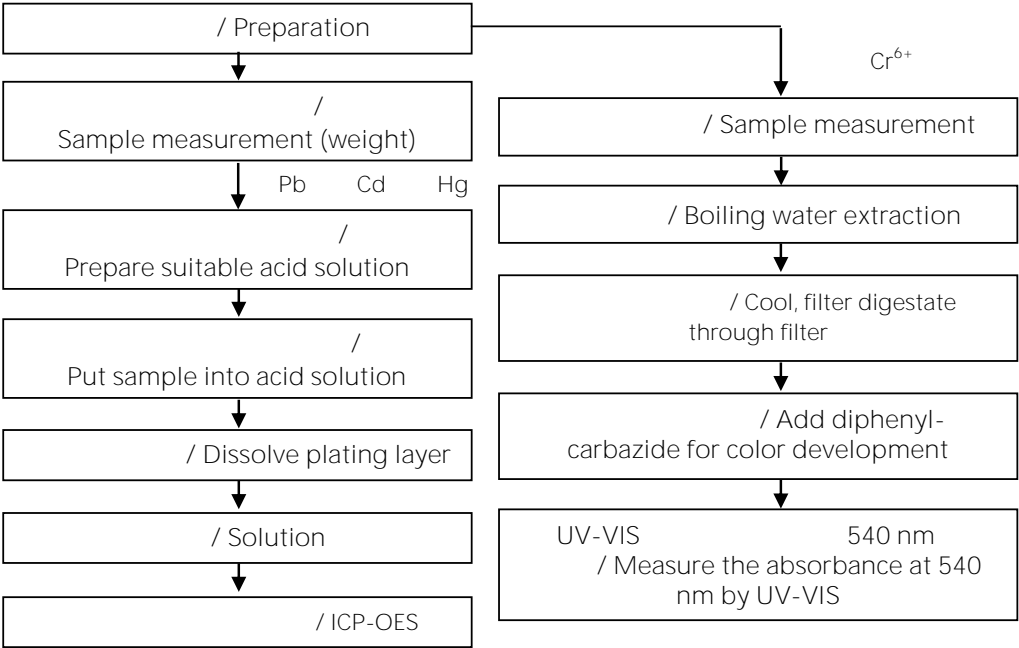 / Preparation
/
Sample measurement (weight)
Pb Cd Hg
/
Prepare suitable acid solution
/
Put sample into acid solution
/ Dissolve plating layer
/ Solution
/ ICP-OES
Cr⁶⁺
/ Sample measurement
/ Boiling water extraction
/ Cool, filter digestate
through filter
/ Add diphenyl-
carbazide for color development
UV-VIS 540 nm
/ Measure the absorbance at 540
nm by UV-VIS